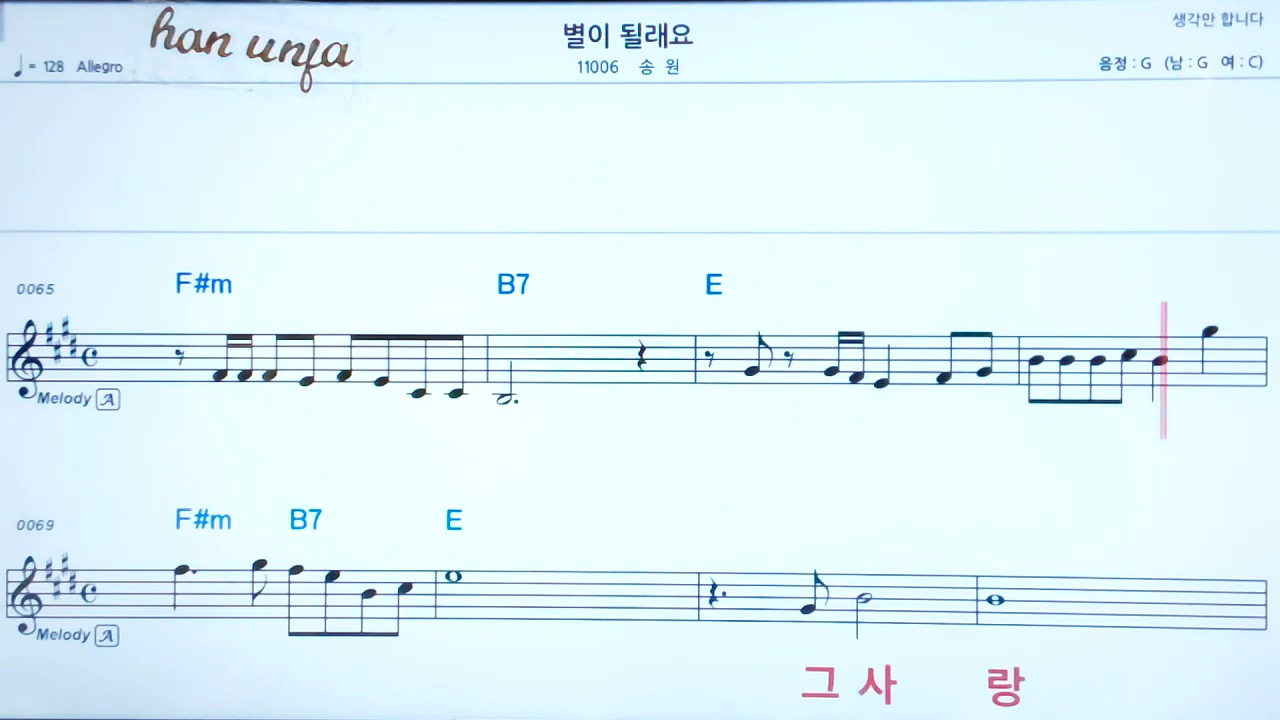 생각만 합니다
han unfa
별이 될래요
♩= 128 Allegro
11006 송 원
음정 : G (남 : G 여 : C)
F#m B7 E
0065
Melody A
F#m B7 E
0069
Melody A
그 사 랑